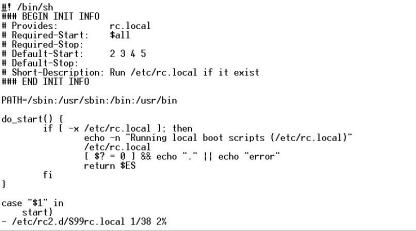 #! /bin/sh
### BEGIN INIT INFO
# Provides:          rc.local
# Required-Start:    $all
# Required-Stop:
# Default-Start:     2 3 4 5
# Default-Stop:
# Short-Description: Run /etc/rc.local if it exist
### END INIT INFO

PATH=/sbin:/usr/sbin:/bin:/usr/bin

do_start() {
        if [ -x /etc/rc.local ]; then
                echo -n "Running local boot scripts (/etc/rc.local)"
                /etc/rc.local
                [ $? = 0 ] && echo "." || echo "error"
                return $ES
        fi
}

case "$1" in
    start)
- /etc/rc2.d/S99rc.local 1/38 2%